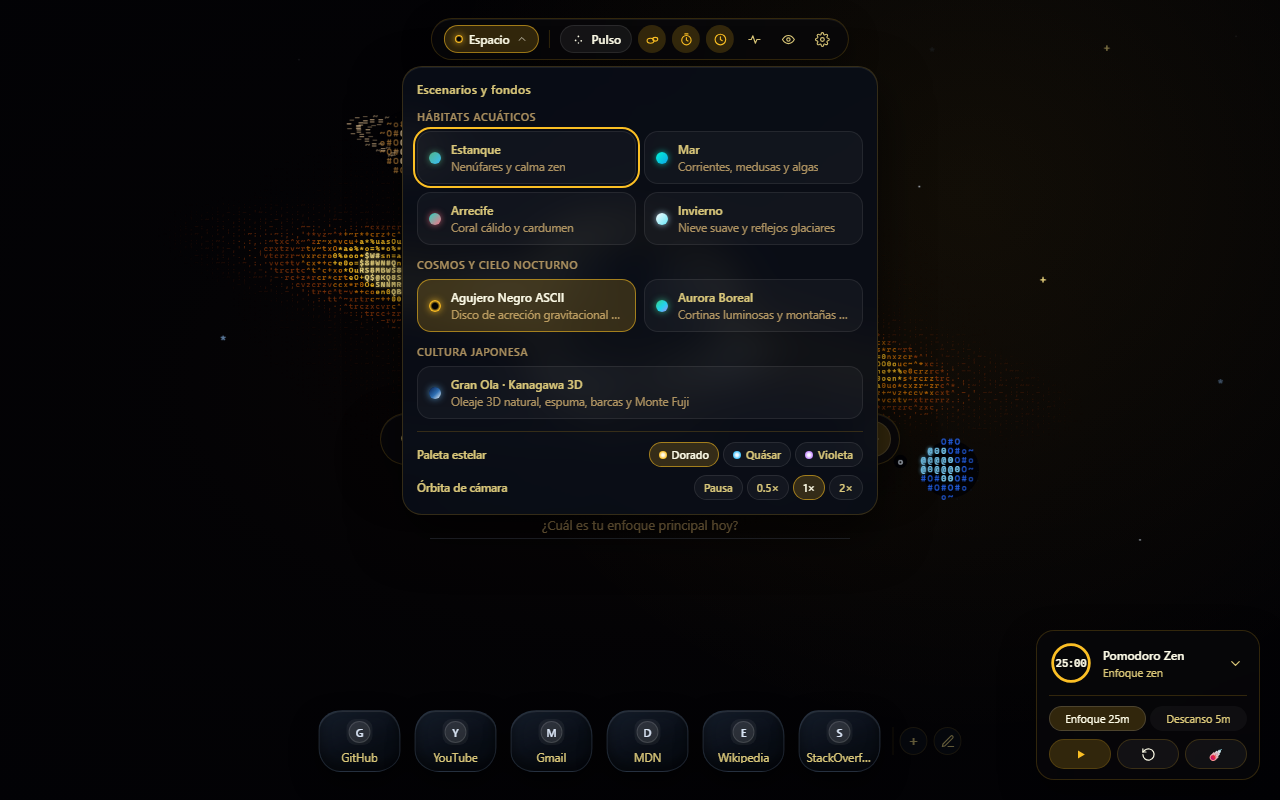 Espacio
Pulso
Escenarios y fondos
HÁBITATS ACUÁTICOS
Estanque
Nenúfares y calma zen
Mar
Corrientes, medusas y algas
Arrecife
Coral cálido y cardumen
Invierno
Nieve suave y reflejos glaciares
COSMOS Y CIELO NOCTURNO
Agujero Negro ASCII
Disco de acreción gravitacional ...
Aurora Boreal
Cortinas luminosas y montañas ...
CULTURA JAPONESA
Gran Ola · Kanagawa 3D
Oleaje 3D natural, espuma, barcas y Monte Fuji
Paleta estelar
Dorado
Quásar
Violeta
Órbita de cámara
Pausa
0.5×
1×
2×
¿Cuál es tu enfoque principal hoy?
25:00
Pomodoro Zen
Enfoque zen
Enfoque 25m
Descanso 5m
G
GitHub
Y
YouTube
M
Gmail
D
MDN
E
Wikipedia
S
StackOverf...